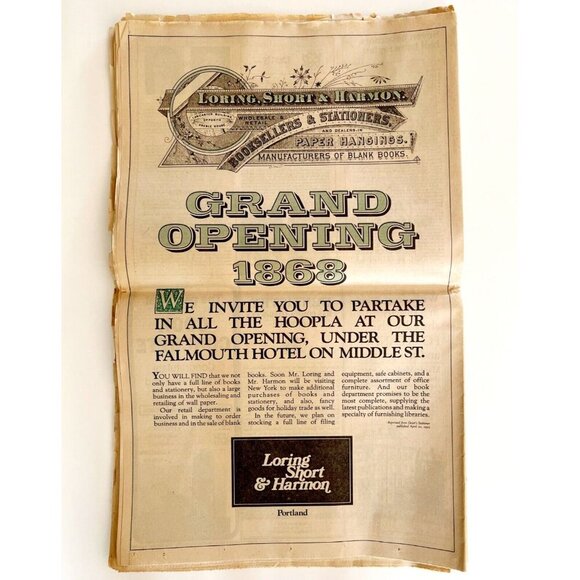 LORING, SHORT & HARMON.
WHOLESALE & RETAIL
BOOKSELLERS & STATIONERS,
AND DEALERS IN
PAPER HANGINGS.
MANUFACTURERS OF BLANK BOOKS.
GRAND
OPENING
1868
WE INVITE YOU TO PARTAKE
IN ALL THE HOOPLA AT OUR
GRAND OPENING, UNDER THE
FALMOUTH HOTEL ON MIDDLE ST.
YOU WILL FIND that we not
only have a full line of books
and stationery, but also a large
business in the wholesaling and
retailing of wall paper.
Our retail department is
involved in making to order
business and in the sale of blank
books. Soon Mr. Loring and
Mr. Harmon will be visiting
New York to make additional
purchases of books and
stationery, and also, fancy
goods for holiday trade as well.
In the future, we plan on
stocking a full line of filing
equipment, safe cabinets, and a
complete assortment of office
furniture. And our book
department promises to be the
most complete, supplying the
latest publications and making a
specialty of furnishing libraries.
Loring
Short
& Harmon
Portland